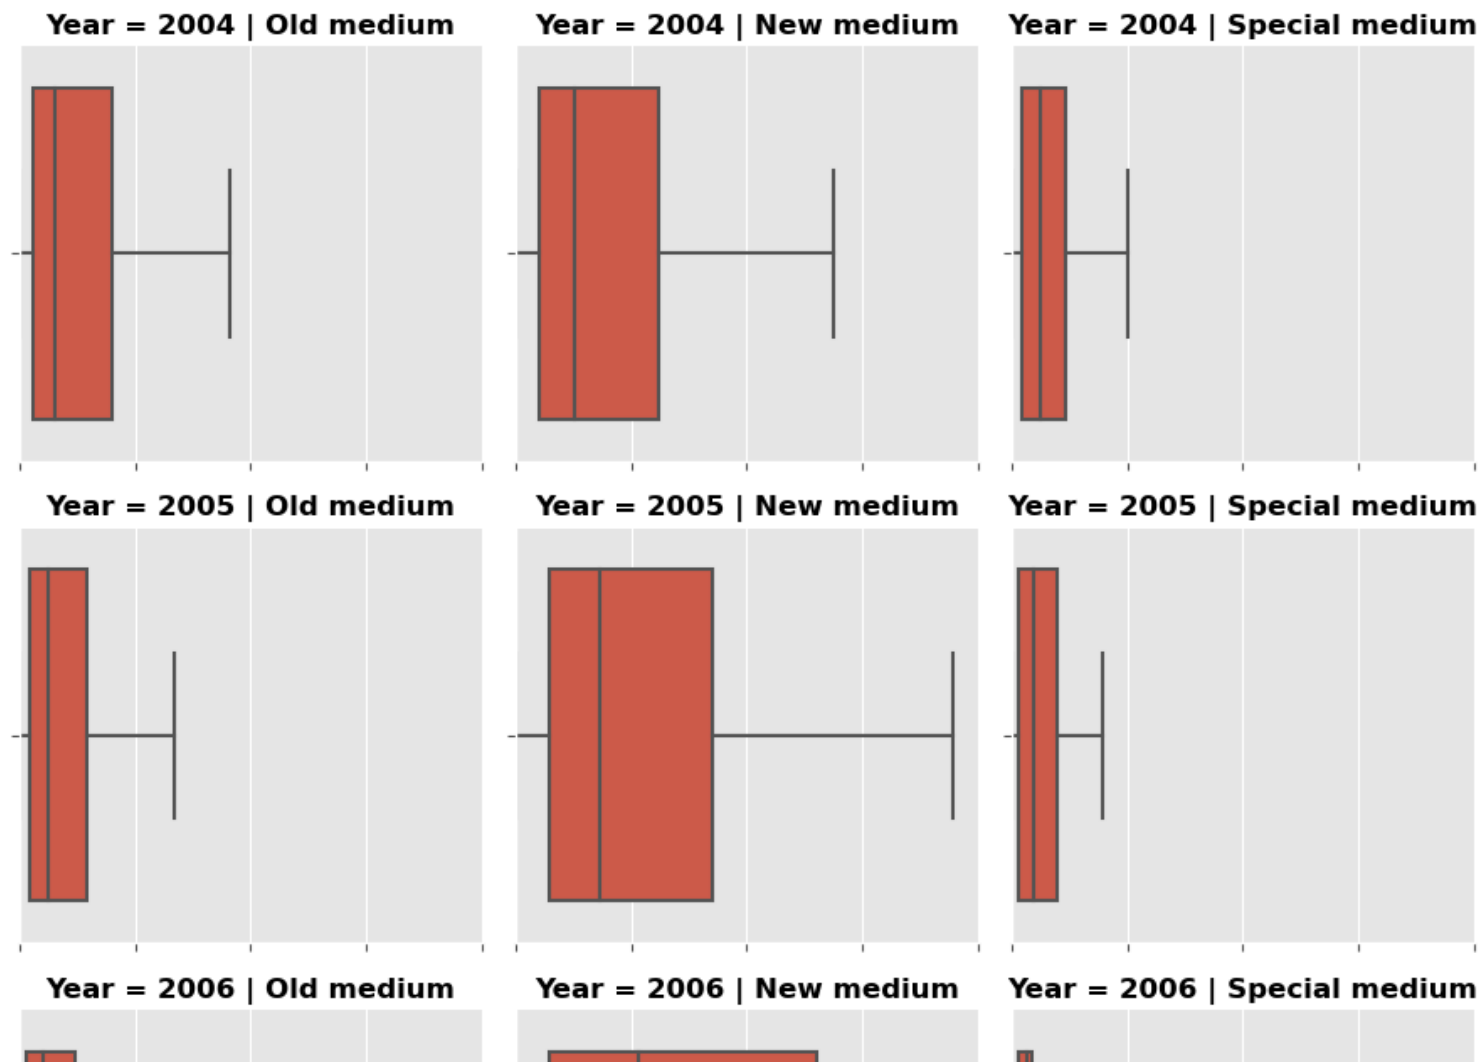 Year = 2004 | Old medium
Year = 2004 | New medium
Year = 2004 | Special medium
Year = 2005 | Old medium
Year = 2005 | New medium
Year = 2005 | Special medium
Year = 2006 | Old medium
Year = 2006 | New medium
Year = 2006 | Special medium